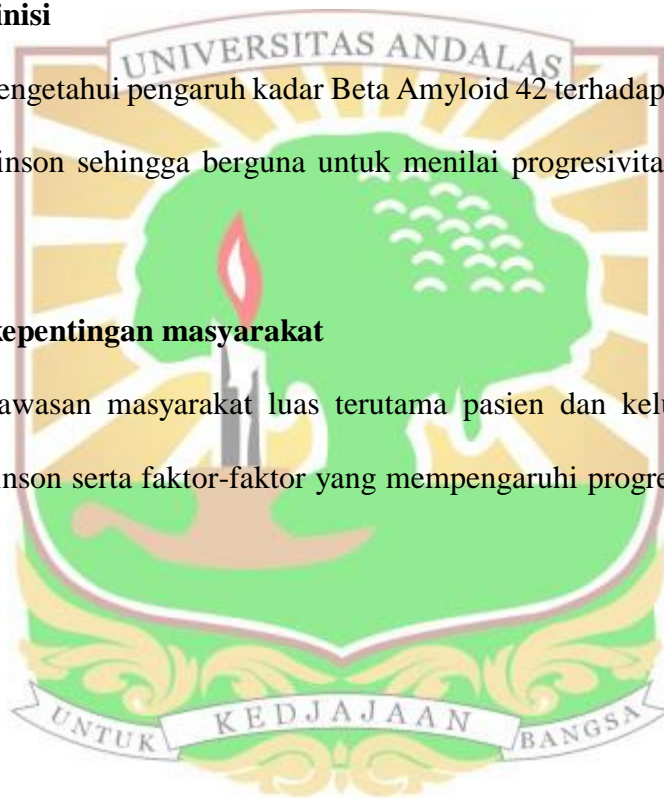 inisi
UNIVERSITAS ANDALAS
engetahui pengaruh kadar Beta Amyloid 42 terhadap
inson sehingga berguna untuk menilai progresivita
kepentingan masyarakat
awasan masyarakat luas terutama pasien dan kelu
inson serta faktor-faktor yang mempengaruhi progre
UNTUK KEDJAJAAN BANGSA